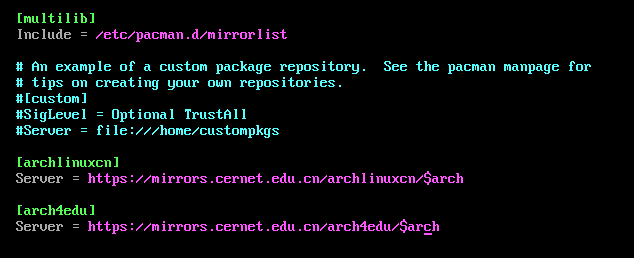 [multilib]
Include = /etc/pacman.d/mirrorlist
# An example of a custom package repository.  See the pacman manpage for
# tips on creating your own repositories.
#[custom]
#SigLevel = Optional TrustAll
#Server = file:///home/custompkgs
[archlinuxcn]
Server = https://mirrors.cernet.edu.cn/archlinuxcn/$arch
[arch4edu]
Server = https://mirrors.cernet.edu.cn/arch4edu/$arch